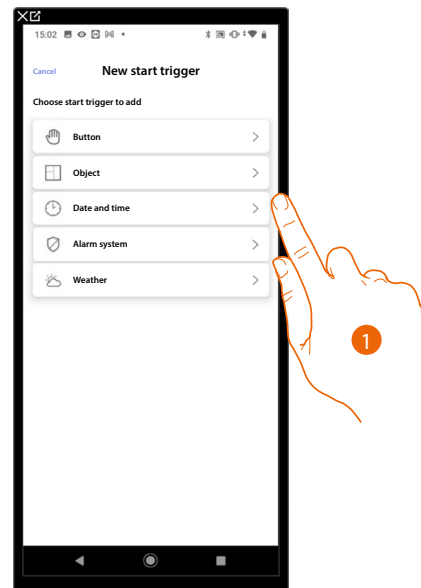 15:02
Cancel New start trigger
Choose start trigger to add
Button
Object
Date and time
Alarm system
Weather
1